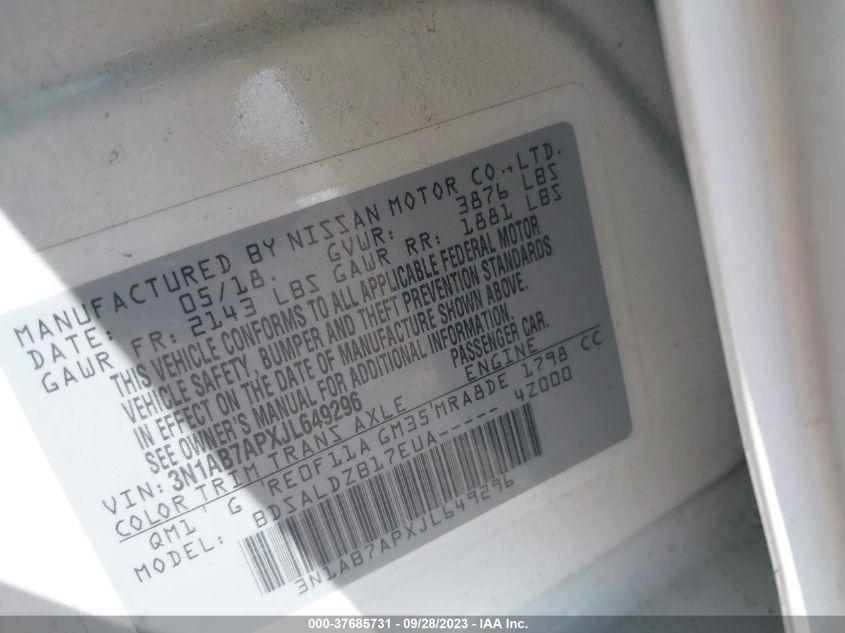 MANUFACTURED BY NISSAN MOTOR CO., LTD.
DATE: 05/18. GVWR: 3876 LBS
GAWR FR: 2143 LBS GAWR RR: 1881 LBS
THIS VEHICLE CONFORMS TO ALL APPLICABLE FEDERAL MOTOR
VEHICLE SAFETY, BUMPER AND THEFT PREVENTION STANDARDS
IN EFFECT ON THE DATE OF MANUFACTURE SHOWN ABOVE.
SEE OWNER'S MANUAL FOR ADDITIONAL INFORMATION.
VIN: 3N1AB7APXJL649296 PASSENGER CAR.
COLOR TRIM TRANS AXLE ENGINE
QM1 G RE0F11A GM35 MRA8DE 1798 CC
MODEL: BDSALDZB17EUA----- 4Z000
3N1AB7APXJL649296
000-37685731 - 09/28/2023 - IAA Inc.